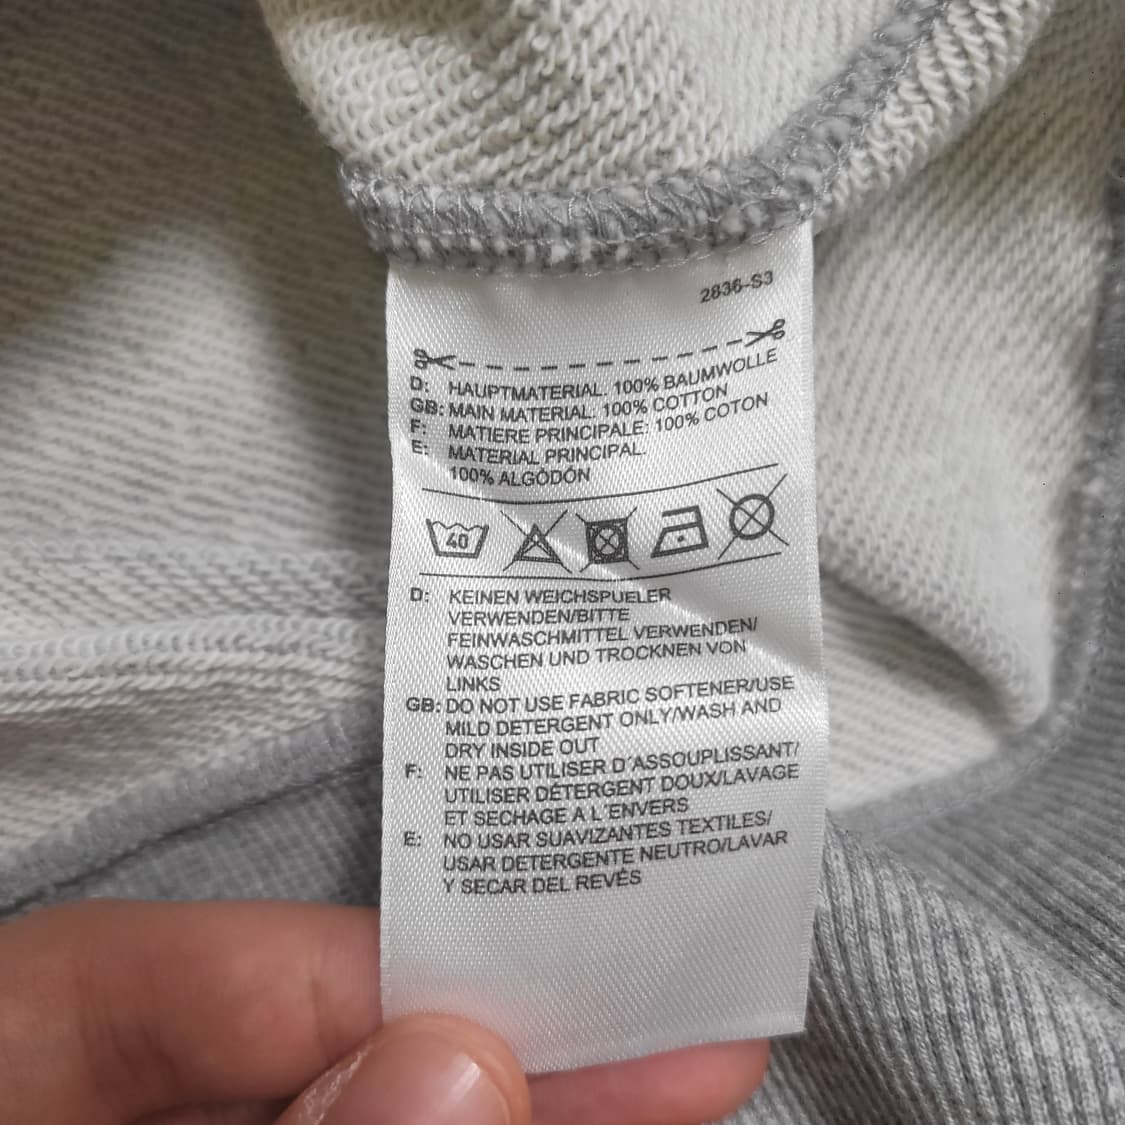 2836-S3
D: HAUPTMATERIAL. 100% BAUMWOLLE
GB: MAIN MATERIAL. 100% COTTON
F: MATIERE PRINCIPALE: 100% COTON
E: MATERIAL PRINCIPAL.
100% ALGÒDÓN
40
D: KEINEN WEICHSPUELER
VERWENDEN/BITTE
FEINWASCHMITTEL VERWENDEN/
WASCHEN UND TROCKNEN VON
LINKS
GB: DO NOT USE FABRIC SOFTENER/USE
MILD DETERGENT ONLY/WASH AND
DRY INSIDE OUT
F: NE PAS UTILISER D´ASSOUPLISSANT/
UTILISER DÉTERGENT DOUX/LAVAGE
ET SECHAGE A L´ENVERS
E: NO USAR SUAVIZANTES TEXTILES/
USAR DETERGENTE NEUTRO/LAVAR
Y SECAR DEL REVÉS